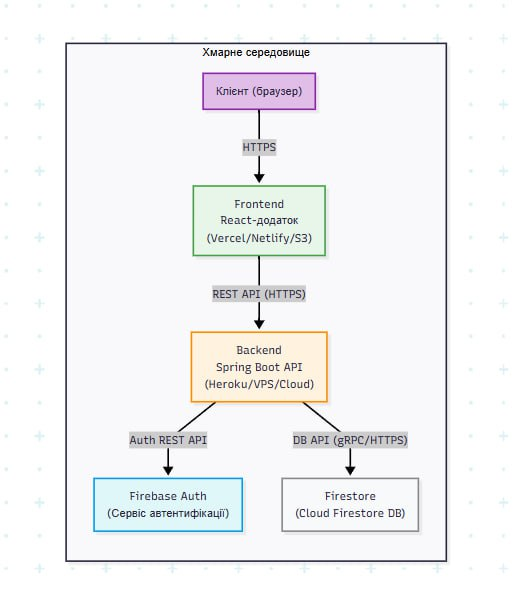 Хмарне середовище
Клієнт (браузер)
HTTPS
Frontend
React-додаток
(Vercel/Netlify/S3)
REST API (HTTPS)
Backend
Spring Boot API
(Heroku/VPS/Cloud)
Auth REST API
DB API (gRPC/HTTPS)
Firebase Auth
(Сервіс автентифікації)
Firestore
(Cloud Firestore DB)